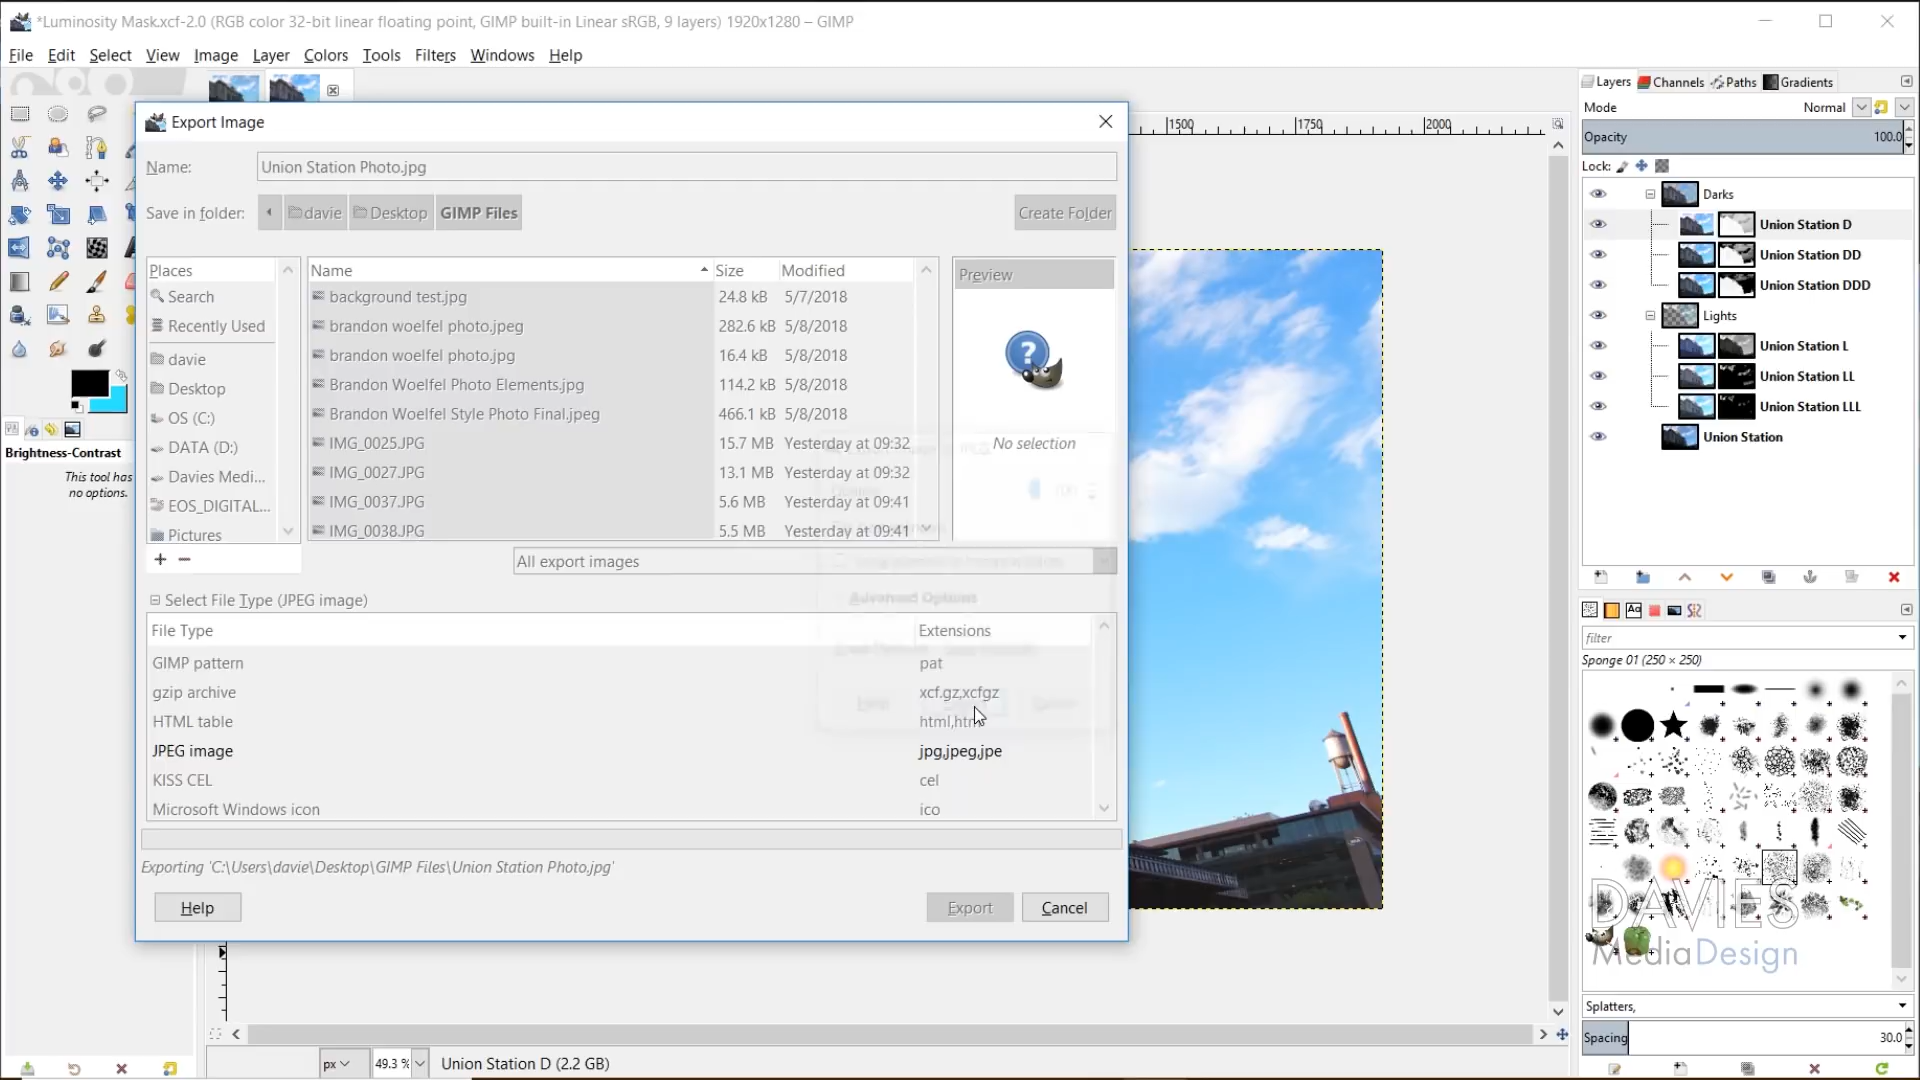 *Luminosity Mask.xcf-2.0 (RGB color 32-bit linear floating point, GIMP built-in Linear sRGB, 9 layers) 1920x1280 – GIMP
File Edit Select View Image Layer Colors Tools Filters Windows Help
Export Image
Name: Union Station Photo.jpg
Save in folder: davie Desktop GIMP Files Create Folder
Places
Search
Recently Used
davie
Desktop
OS (C:)
DATA (D:)
Davies Medi...
EOS_DIGITAL...
Pictures
Name Size Modified
background test.jpg 24.8 kB 5/7/2018
brandon woelfel photo.jpeg 282.6 kB 5/8/2018
brandon woelfel photo.jpg 16.4 kB 5/8/2018
Brandon Woelfel Photo Elements.jpg 114.2 kB 5/8/2018
Brandon Woelfel Style Photo Final.jpeg 466.1 kB 5/8/2018
IMG_0025.JPG 15.7 MB Yesterday at 09:32
IMG_0027.JPG 13.1 MB Yesterday at 09:32
IMG_0037.JPG 5.6 MB Yesterday at 09:41
IMG_0038.JPG 5.5 MB Yesterday at 09:41
Preview
No selection
All export images
Advanced Options
Select File Type (JPEG image)
File Type Extensions
GIMP pattern pat
gzip archive xcf.gz,xcfgz
HTML table html,htm
JPEG image jpg,jpeg,jpe
KISS CEL cel
Microsoft Windows icon ico
Exporting 'C:\Users\davie\Desktop\GIMP Files\Union Station Photo.jpg'
Help Export Cancel
Brightness-Contrast
This tool has
no options.
1500 1750 2000
px 49.3 % Union Station D (2.2 GB)
Layers Channels Paths Gradients
Mode Normal
Opacity 100.0
Lock:
Darks
Union Station D
Union Station DD
Union Station DDD
Lights
Union Station L
Union Station LL
Union Station LLL
Union Station
Aa
filter
Sponge 01 (250 × 250)
DAVIES
MediaDesign
Splatters,
Spacing 30.0